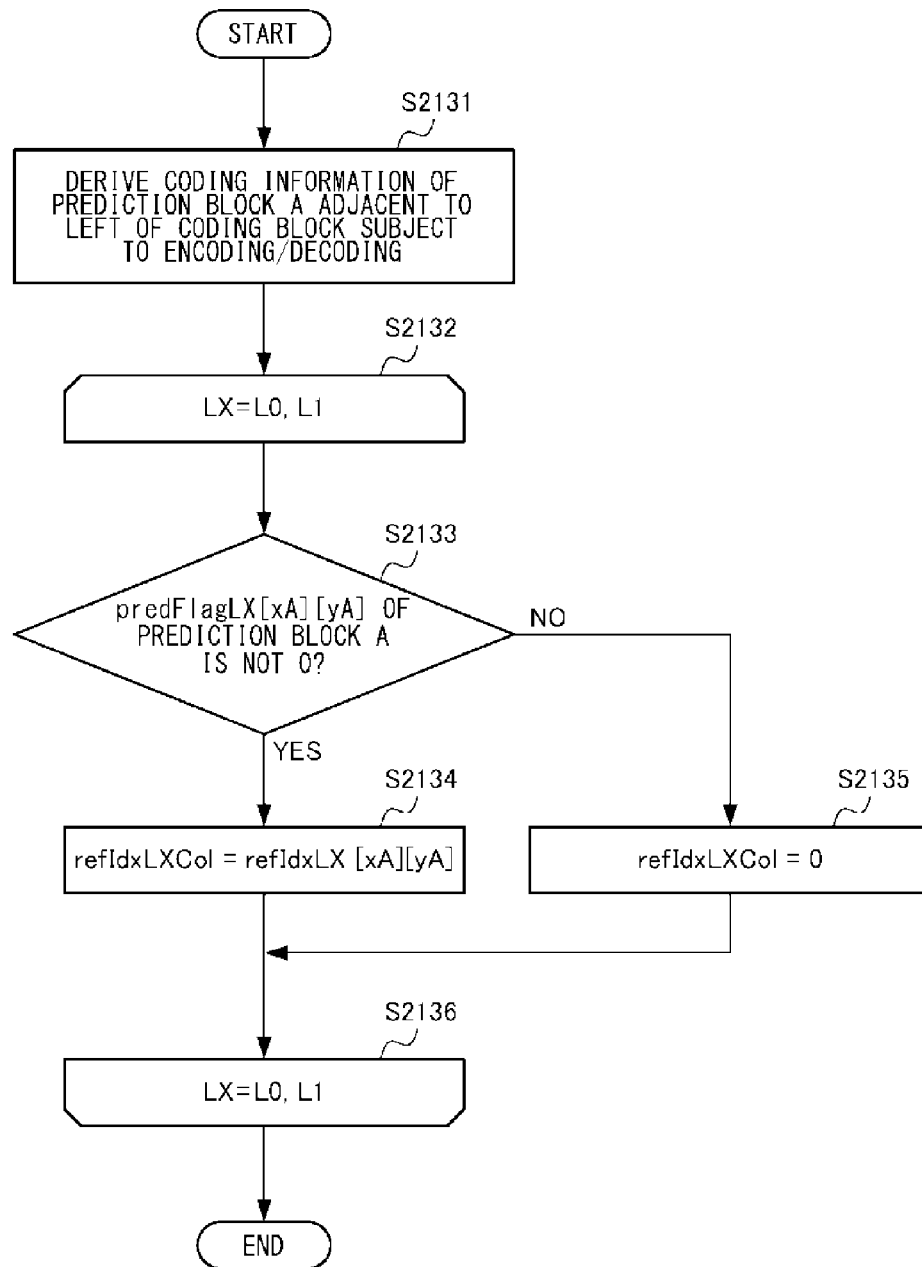 START
S2131
DERIVE CODING INFORMATION OF
PREDICTION BLOCK A ADJACENT TO
LEFT OF CODING BLOCK SUBJECT
TO ENCODING/DECODING
S2132
LX=L0, L1
S2133
predFlagLX[xA][yA] OF
PREDICTION BLOCK A
IS NOT 0?
NO
YES
S2134
refIdxLXCol = refIdxLX [xA][yA]
S2135
refIdxLXCol = 0
S2136
LX=L0, L1
END